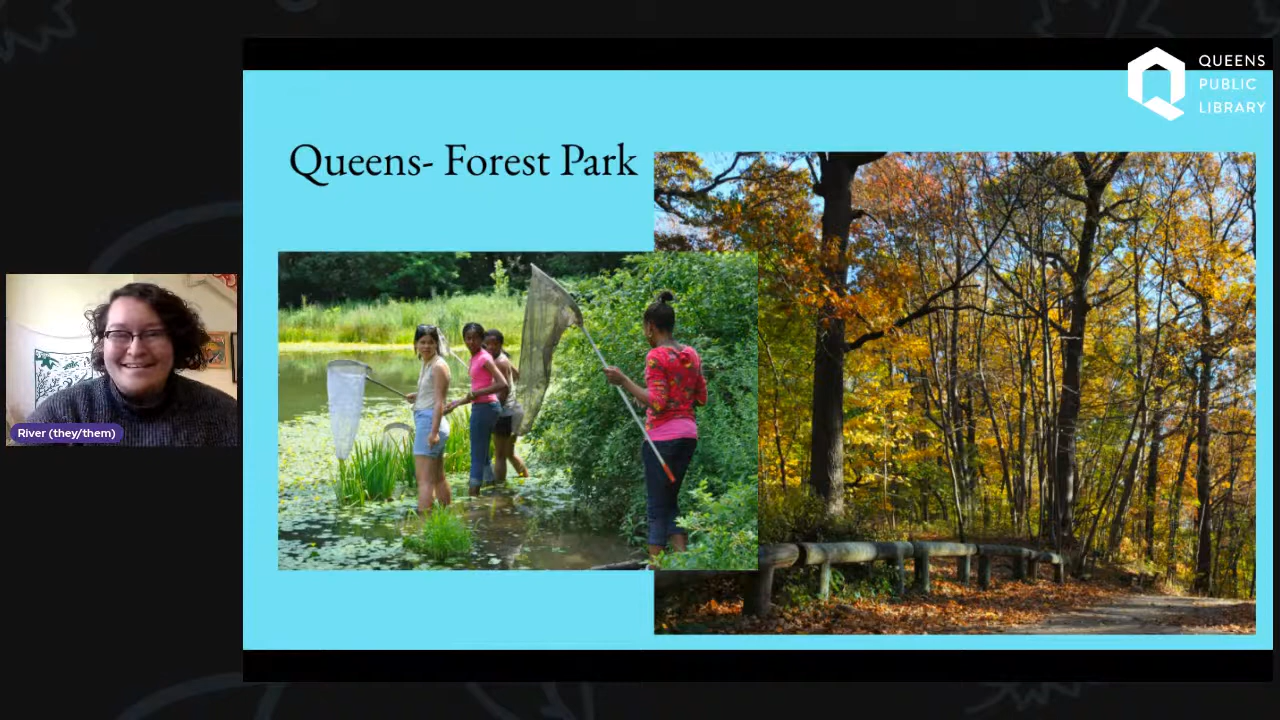 QUEENS
PUBLIC
LIBRARY
Queens- Forest Park
River (they/them)